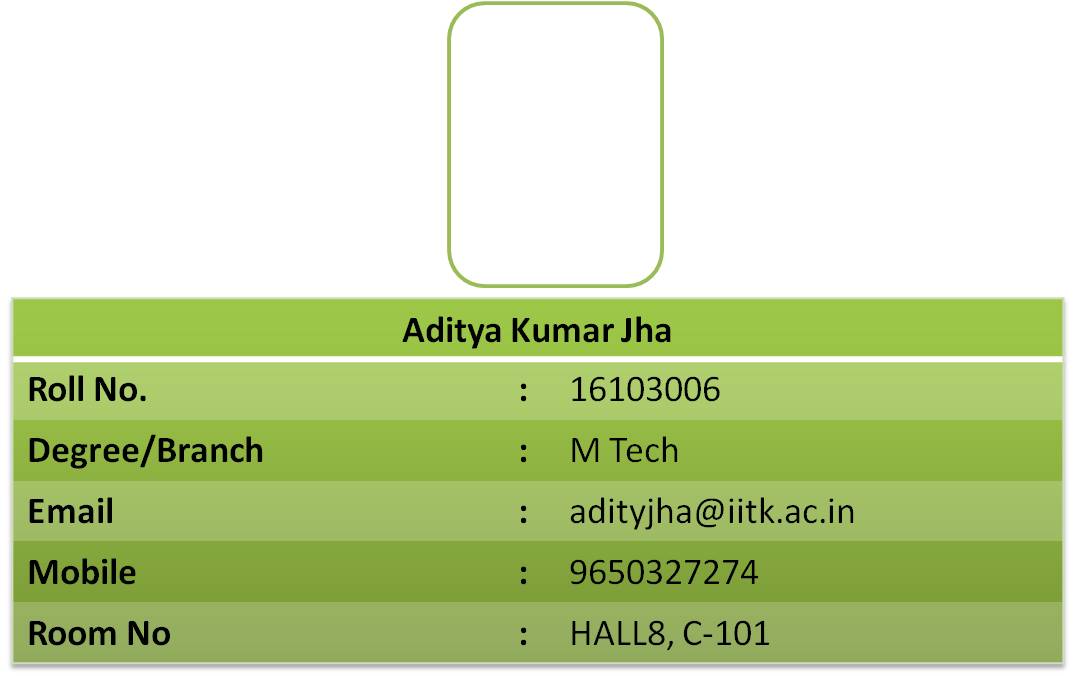 Aditya Kumar Jha
Roll No. : 16103006
Degree/Branch : M Tech
Email : adityjha@iitk.ac.in
Mobile : 9650327274
Room No : HALL8, C-101